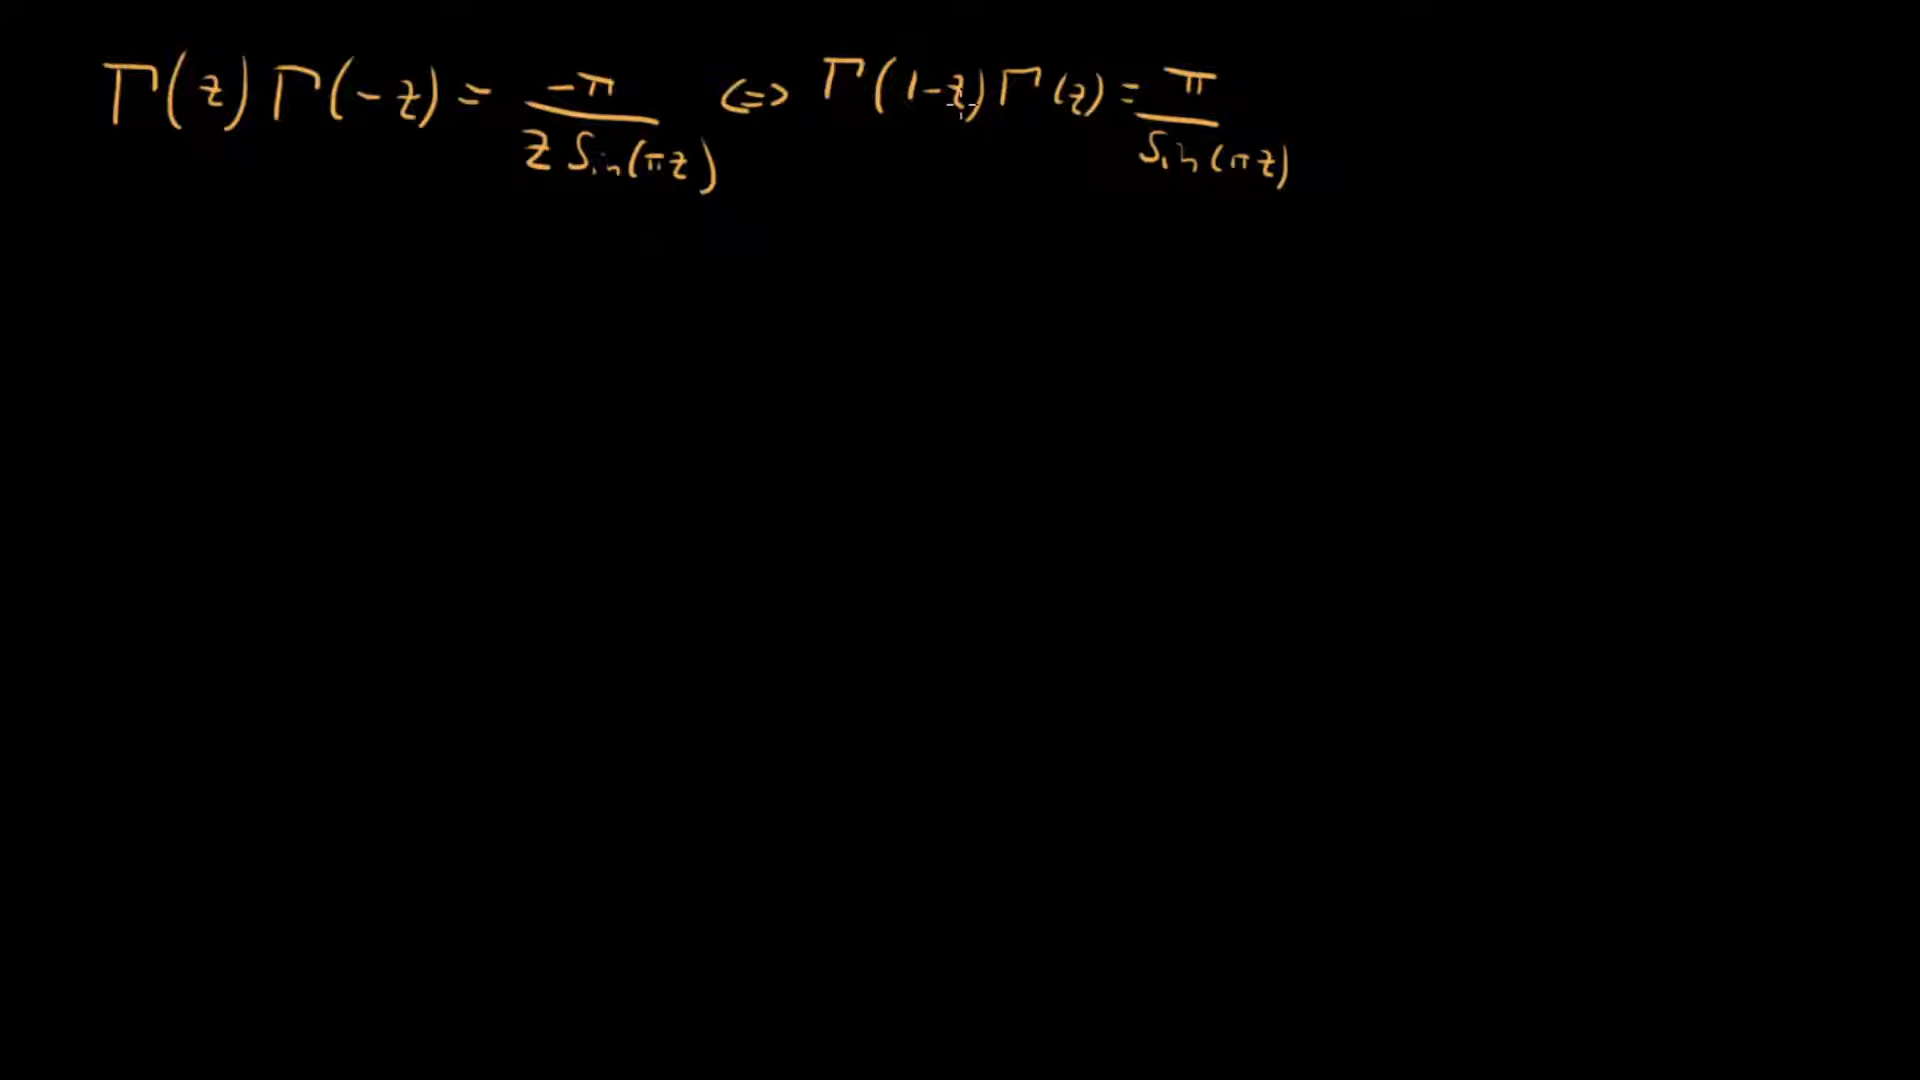 Γ(z) Γ(-z) = -π / z Sin(πz) <=> Γ(1-z) Γ(z) = π / Sin(πz)